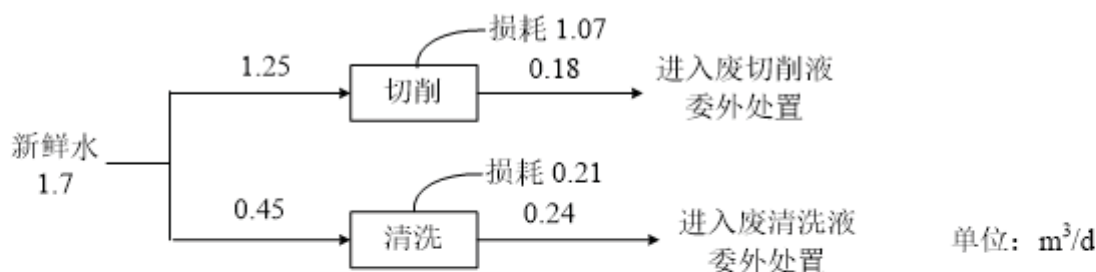 损耗 1.07
1.25
切削
0.18
进入废切削液
委外处置
新鲜水
1.7
损耗 0.21
0.45
清洗
0.24
进入废清洗液
委外处置
单位：m³/d